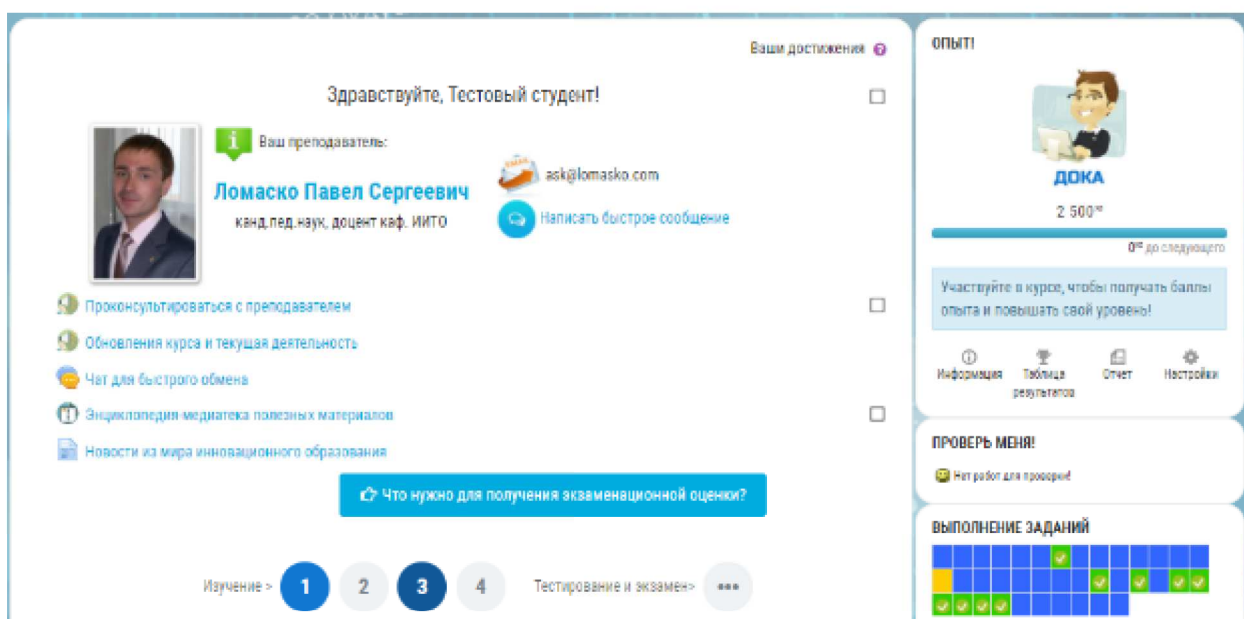 Ваши достижения
Здравствуйте, Тестовый студент!
Ваш преподаватель:
Ломаско Павел Сергеевич
канд.пед.наук, доцент каф. ИИТО
ask@lomasko.com
Написать быстрое сообщение
Проконсультироваться с преподавателем
Обновления курса и текущая деятельность
Чат для быстрого обмена
Энциклопедия-медиатека полезных материалов
Новости из мира инновационного образования
Что нужно для получения экзаменационной оценки?
Изучение > 1 2 3 4 Тестирование и экзамен> •••
ОПЫТ!
ДОКА
2 500xp
0xp до следующего
Участвуйте в курсе, чтобы получать баллы
опыта и повышать свой уровень!
Информация Таблица результатов Отчет Настройки
ПРОВЕРЬ МЕНЯ!
Нет работ для проверки!
ВЫПОЛНЕНИЕ ЗАДАНИЙ